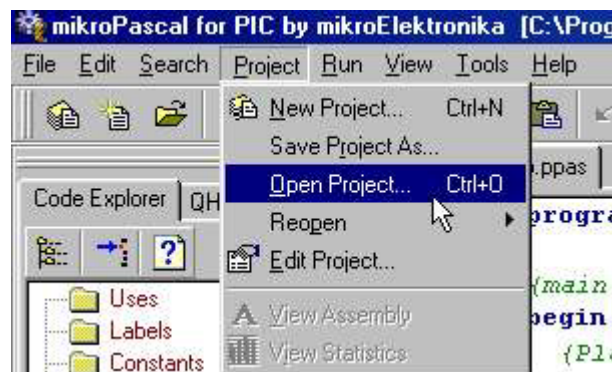 mikroPascal for PIC by mikroElektronika [C:\Prog
File Edit Search Project Run View Tools Help
New Project... Ctrl+N
Save Project As...
.ppas
Open Project... Ctrl+O
Code Explorer QH
Reopen
progra
Edit Project...
{main
Uses
View Assembly
begin
Labels
View Statistics
{Pla
Constants